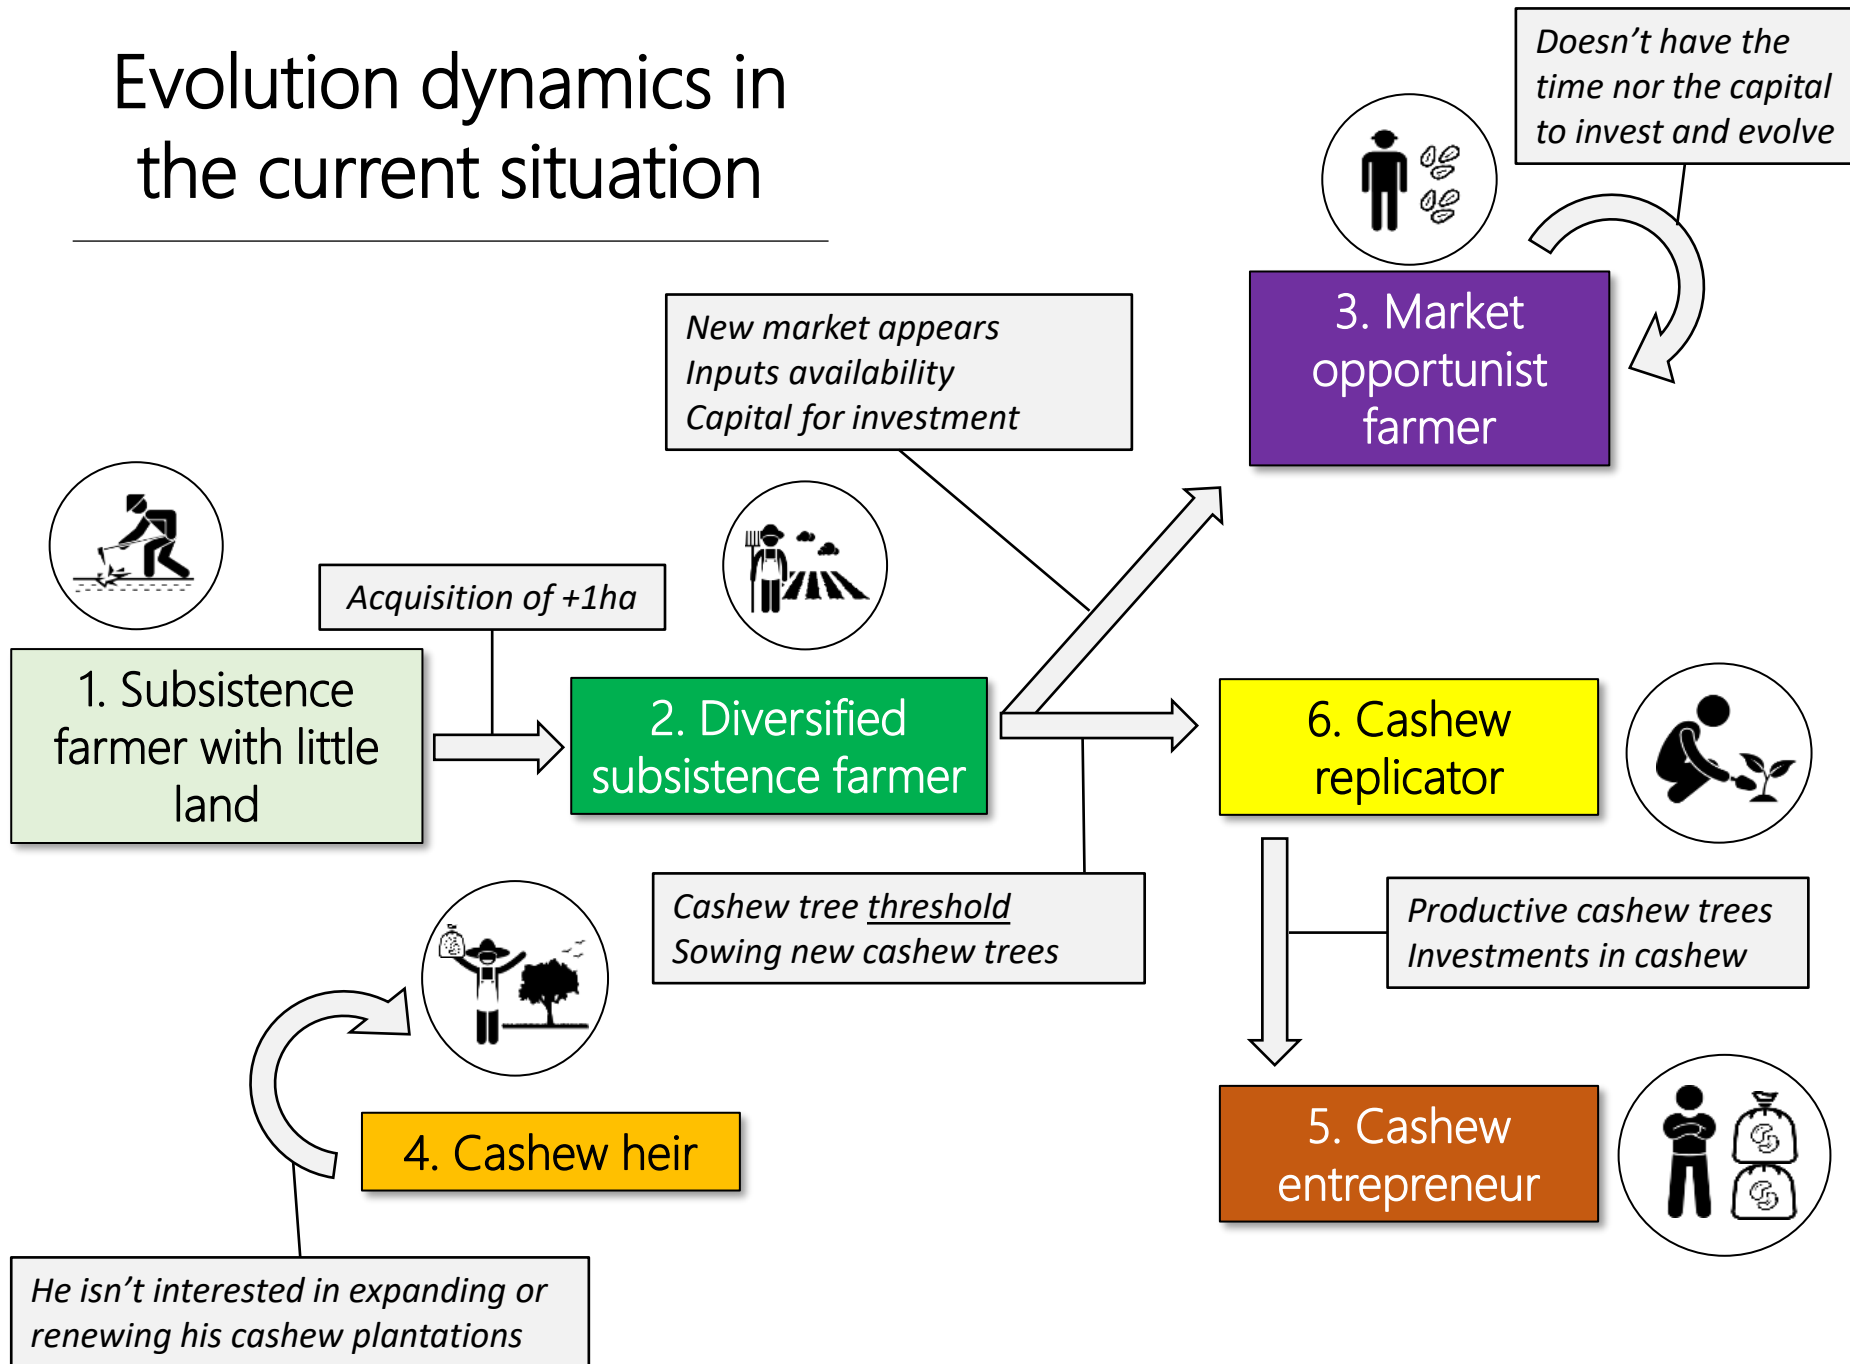 Evolution dynamics in
the current situation
Doesn't have the
time nor the capital
to invest and evolve
New market appears
Inputs availability
Capital for investment
3. Market
opportunist
farmer
Acquisition of +1ha
1. Subsistence
farmer with little
land
2. Diversified
subsistence farmer
6. Cashew
replicator
Cashew tree threshold
Sowing new cashew trees
Productive cashew trees
Investments in cashew
4. Cashew heir
5. Cashew
entrepreneur
He isn't interested in expanding or
renewing his cashew plantations